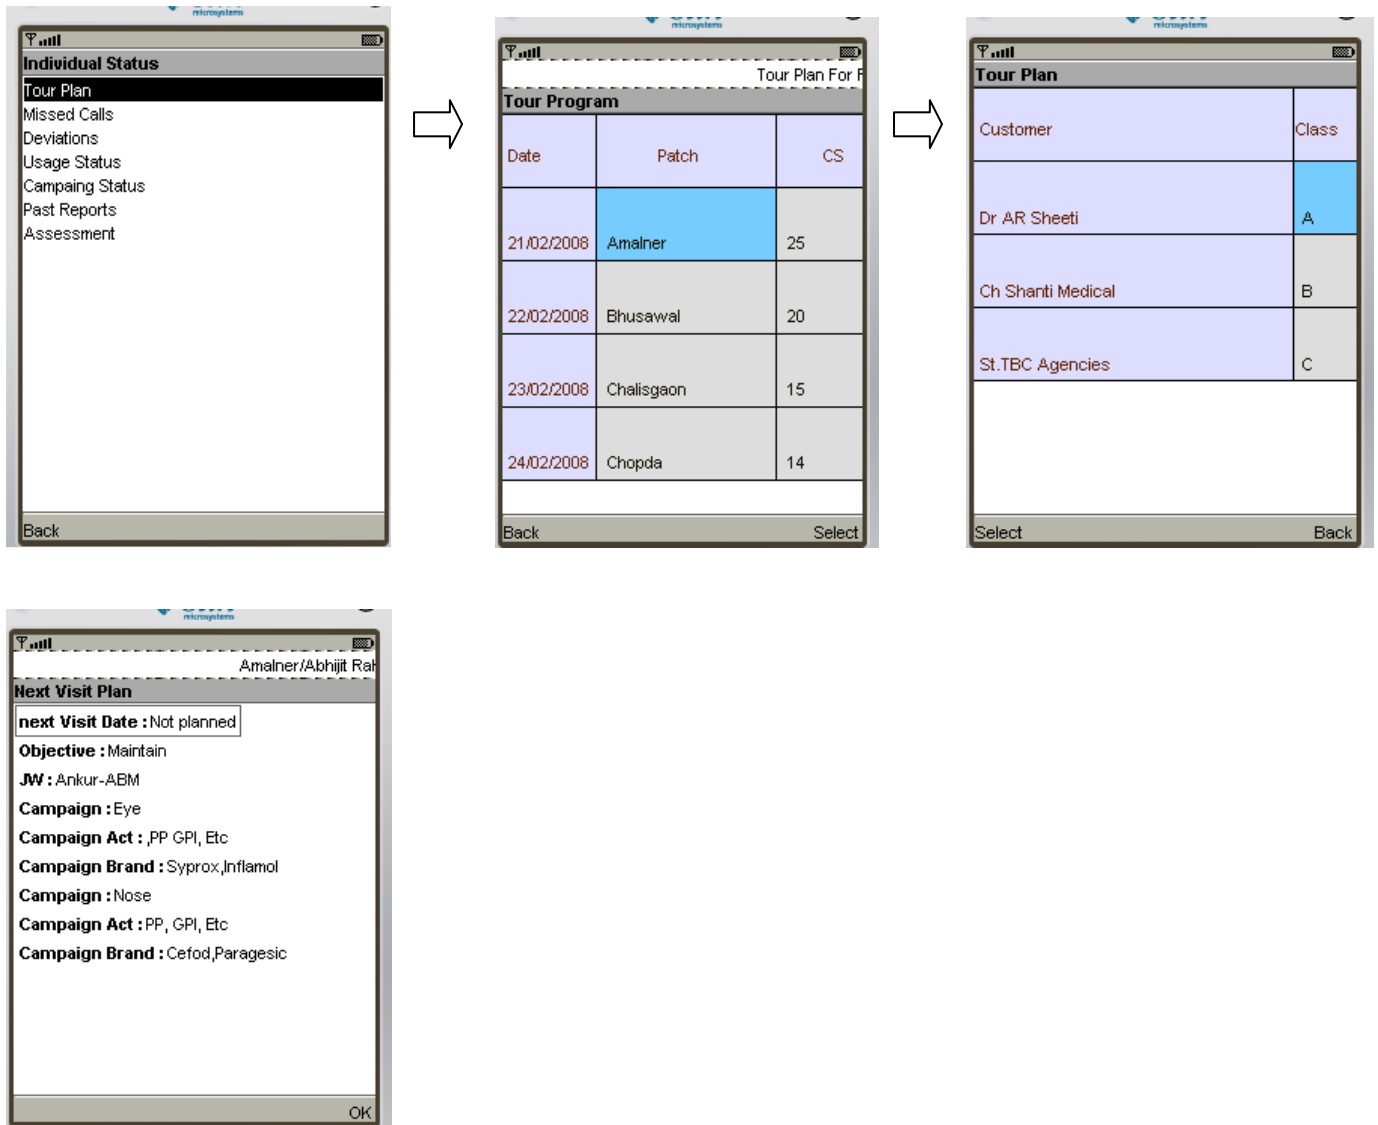 microsystems
Individual Status
Tour Plan
Missed Calls
Deviations
Usage Status
Campaing Status
Past Reports
Assessment
Back
microsystems
Tour Plan For
Tour Program
Date Patch CS
21/02/2008 Amalner 25
22/02/2008 Bhusawal 20
23/02/2008 Chalisgaon 15
24/02/2008 Chopda 14
Back Select
microsystems
Tour Plan
Customer Class
Dr AR Sheeti A
Ch Shanti Medical B
St.TBC Agencies C
Select Back
microsystems
Amalner/Abhijit
Next Visit Plan
next Visit Date : Not planned
Objective : Maintain
JW : Ankur-ABM
Campaign : Eye
Campaign Act : ,PP GPI, Etc
Campaign Brand : Syprox,Inflamol
Campaign : Nose
Campaign Act : PP, GPI, Etc
Campaign Brand : Cefod,Paragesic
OK